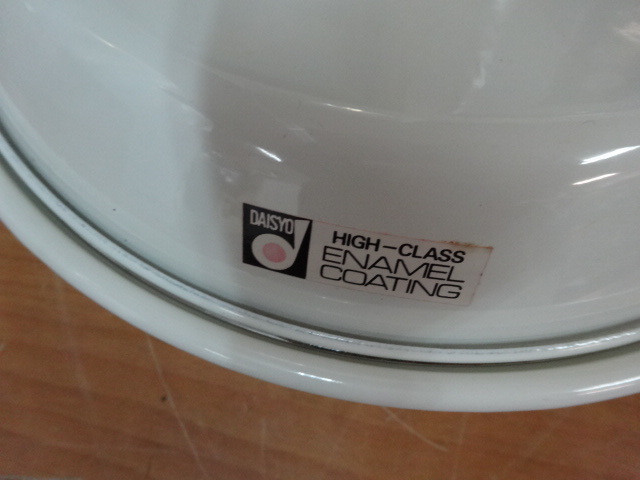 DAISYO
HIGH-CLASS
ENAMEL
COATING